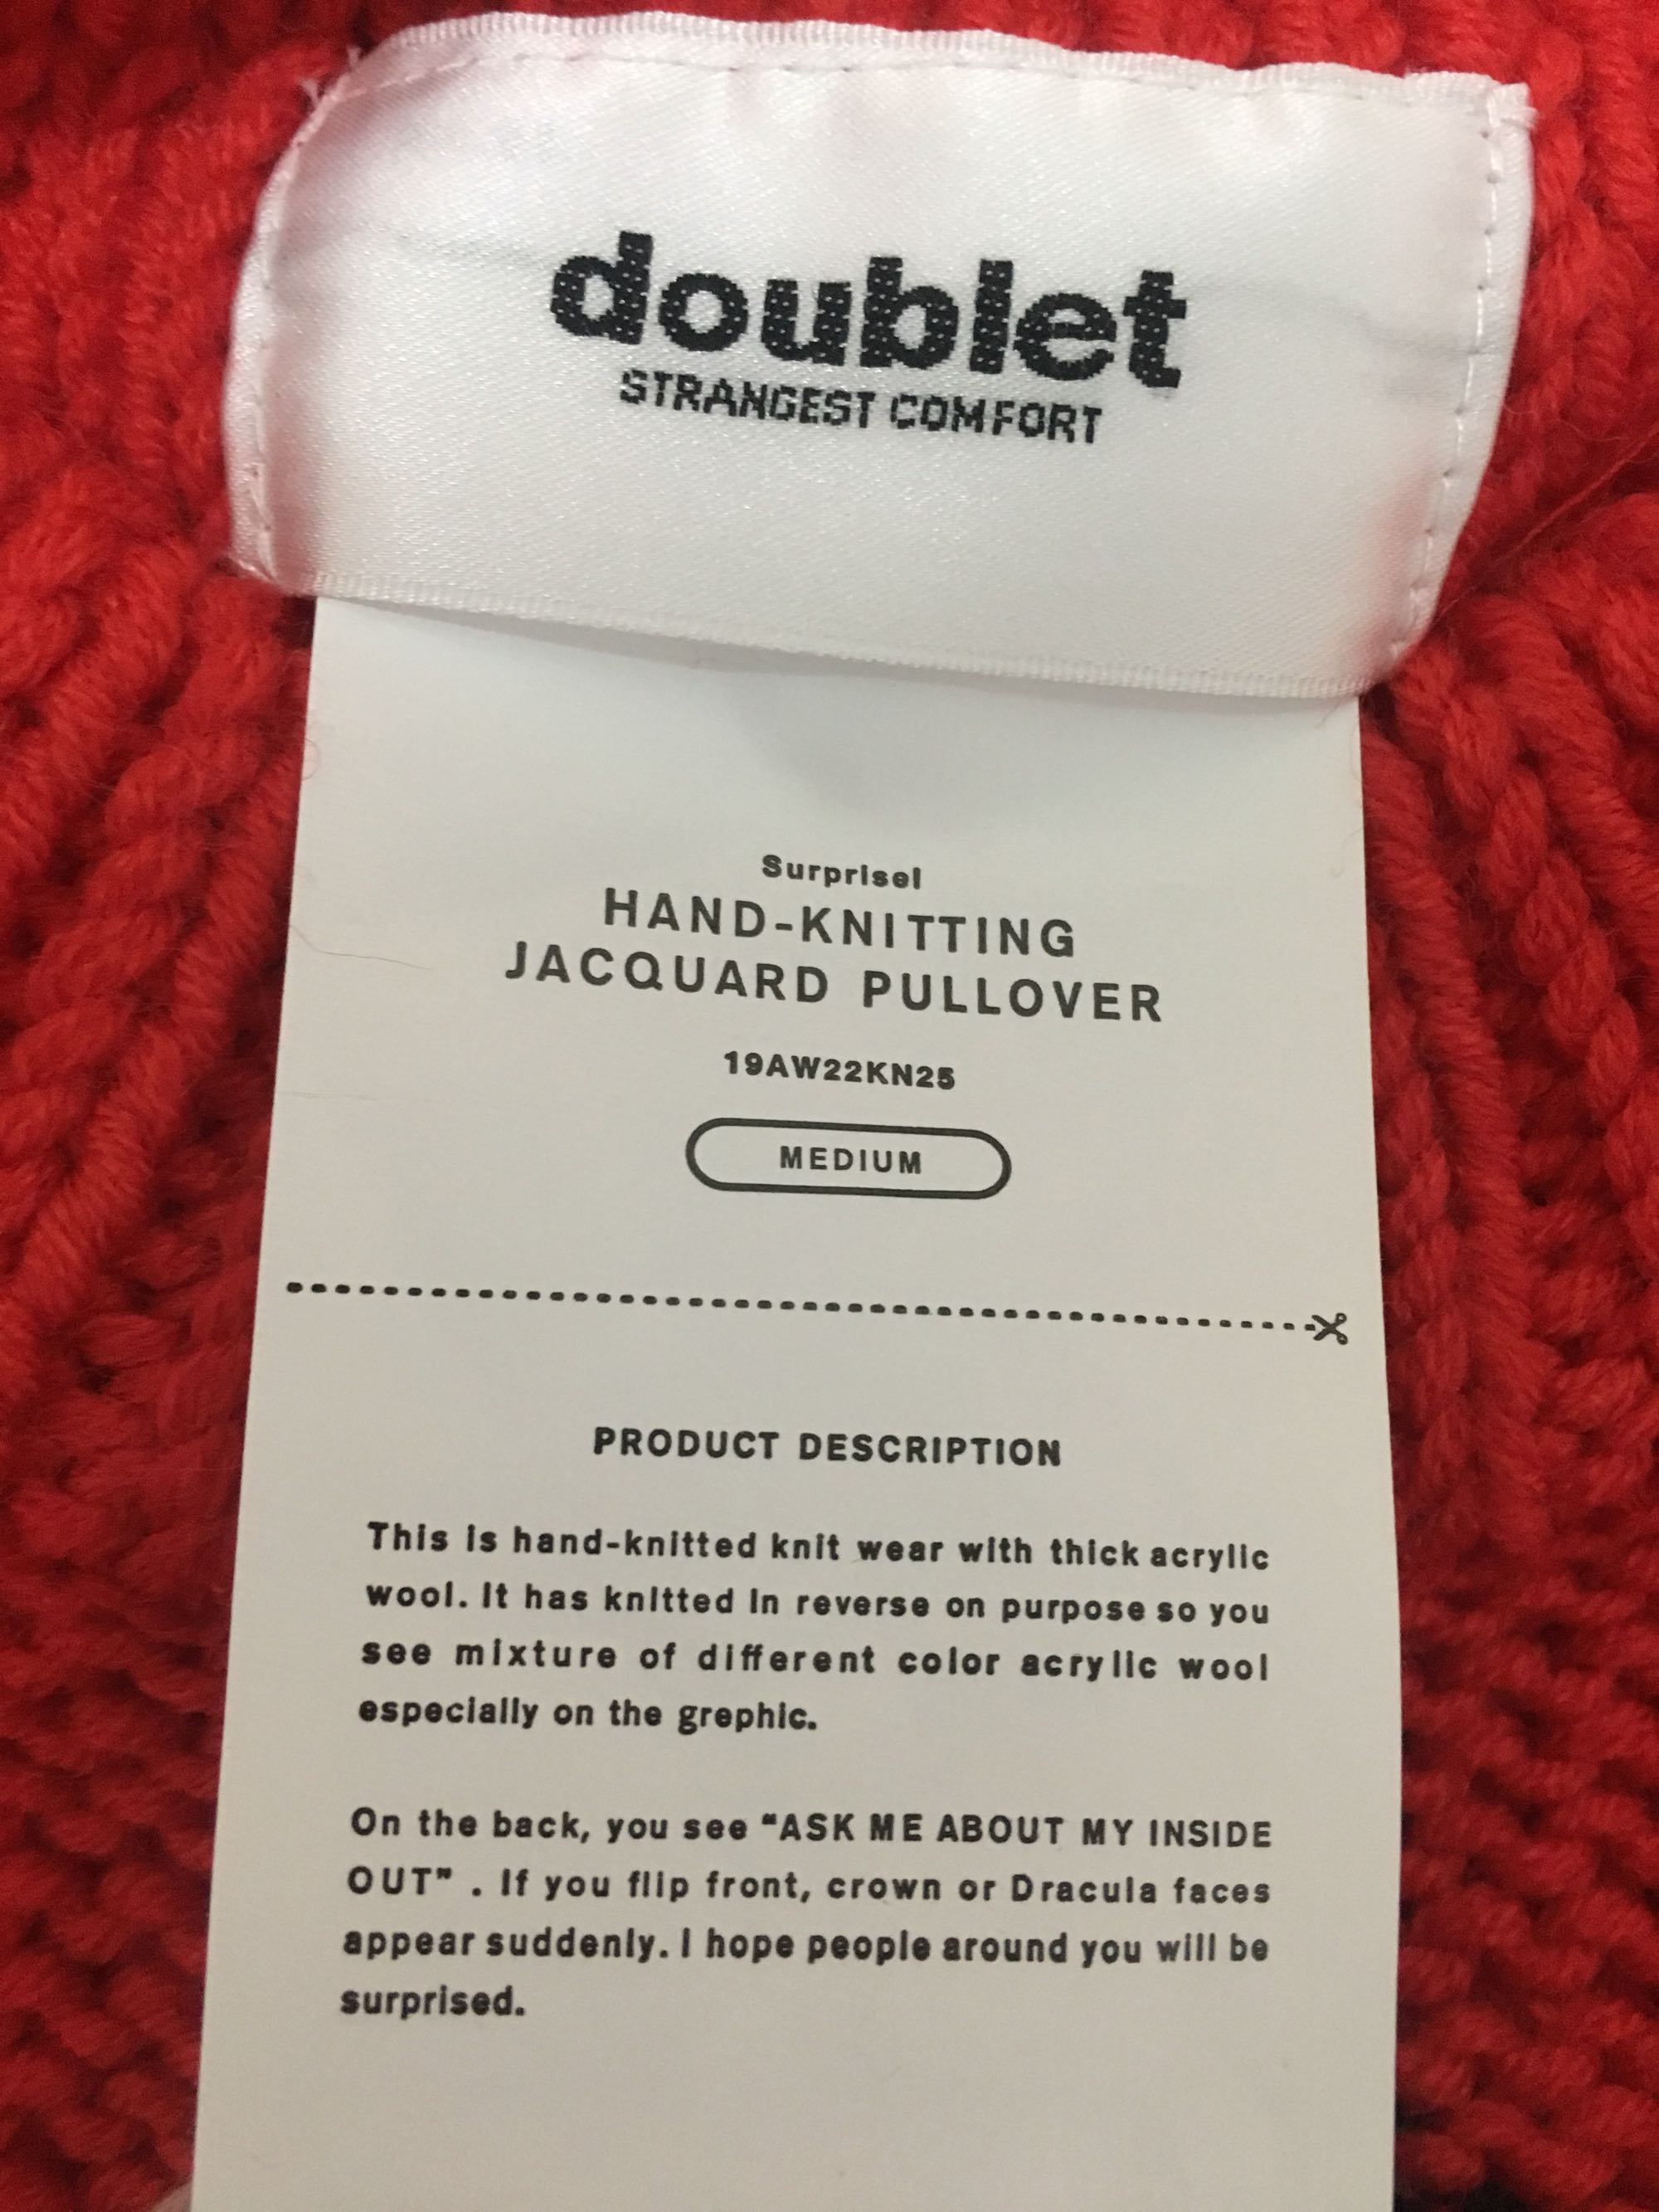 doublet
STRANGEST COMFORT
Surprise!
HAND-KNITTING
JACQUARD PULLOVER
19AW22KN25
MEDIUM
PRODUCT DESCRIPTION
This is hand-knitted knit wear with thick acrylic
wool. It has knitted in reverse on purpose so you
see mixture of different color acrylic wool
especially on the grephic.
On the back, you see “ASK ME ABOUT MY INSIDE
OUT” . If you flip front, crown or Dracula faces
appear suddenly. I hope people around you will be
surprised.